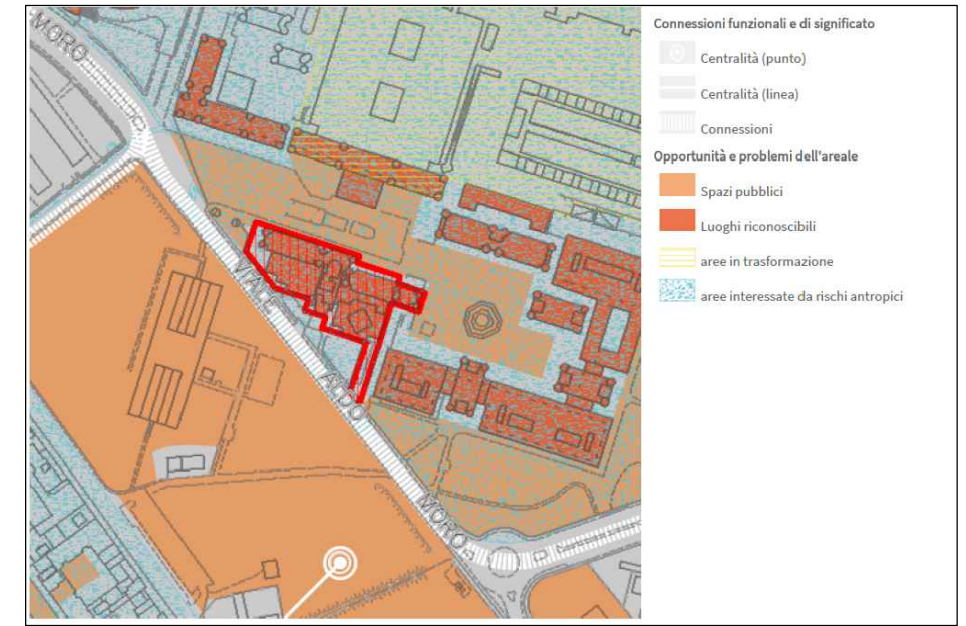 MORO
VIALE
ALDO
MORO
Connessioni funzionali e di significato
Centralità (punto)
Centralità (linea)
Connessioni
Opportunità e problemi dell'areale
Spazi pubblici
Luoghi riconoscibili
aree in trasformazione
aree interessate da rischi antropici